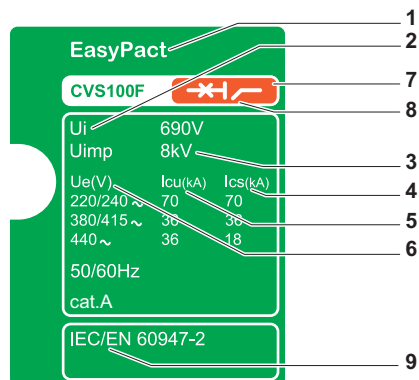 EasyPact
CVS100F
Ui 690V
Uimp 8kV
Ue(V) Icu(kA) Ics(kA)
220/240 ~ 70 70
380/415 ~ 36 36
440 ~ 36 18
50/60Hz
cat.A
IEC/EN 60947-2
1
2
7
8
3
4
5
6
9